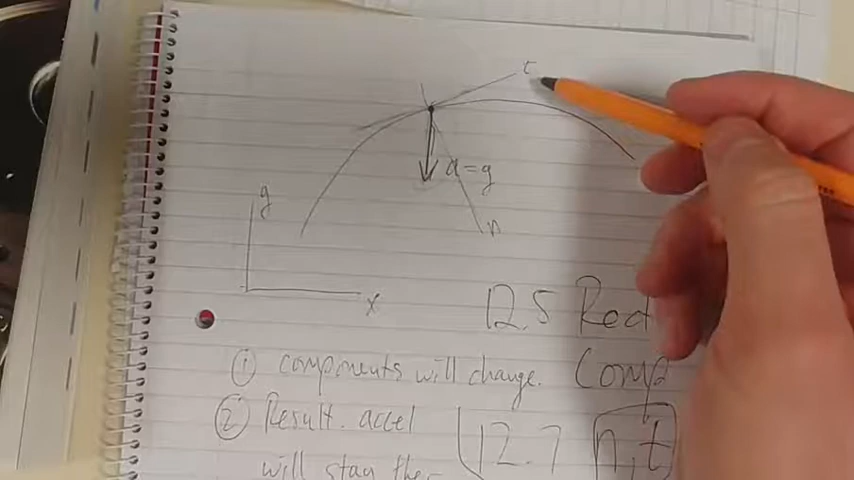 t
a=g
n
y
x
12.5 Rect
① components will change. Comp
② Result. accel 12.7 n,t
will stay the